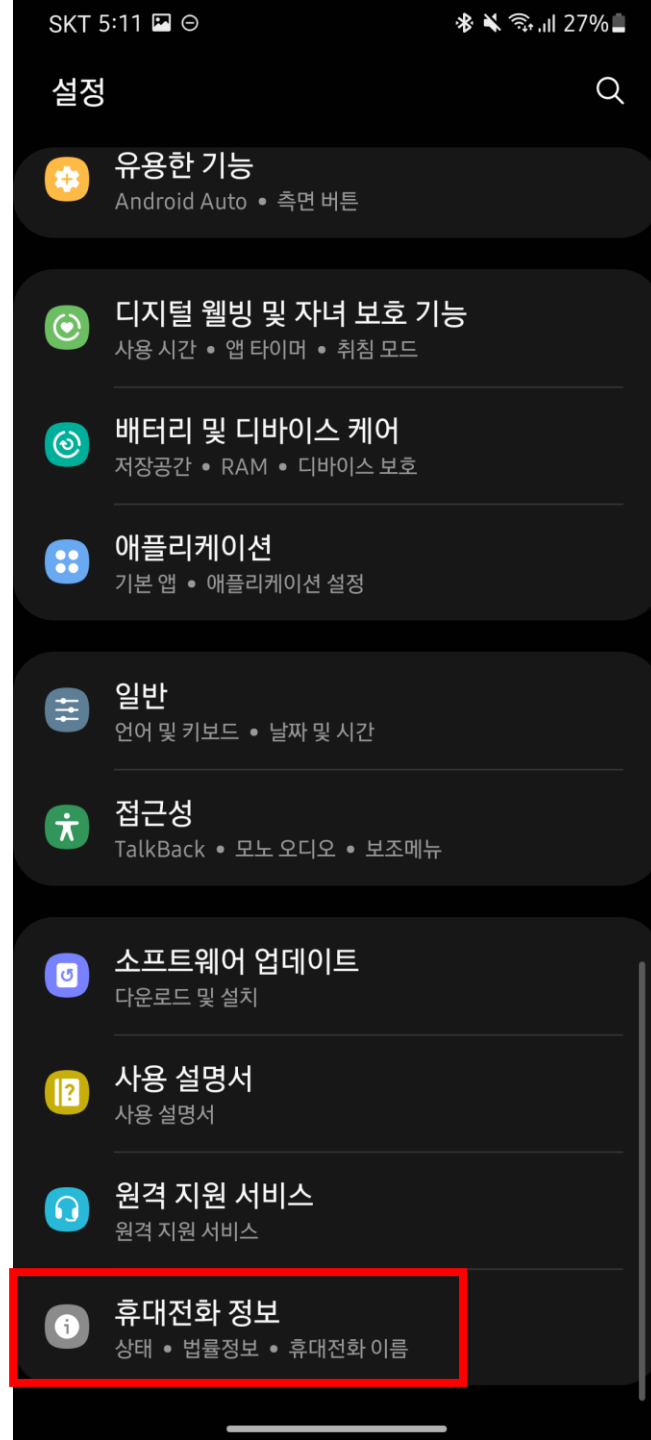 SKT 5:11 27%
설정
유용한 기능
Android Auto • 측면 버튼
디지털 웰빙 및 자녀 보호 기능
사용 시간 • 앱 타이머 • 취침 모드
배터리 및 디바이스 케어
저장공간 • RAM • 디바이스 보호
애플리케이션
기본 앱 • 애플리케이션 설정
일반
언어 및 키보드 • 날짜 및 시간
접근성
TalkBack • 모노 오디오 • 보조메뉴
소프트웨어 업데이트
다운로드 및 설치
사용 설명서
사용 설명서
원격 지원 서비스
원격 지원 서비스
휴대전화 정보
상태 • 법률정보 • 휴대전화 이름